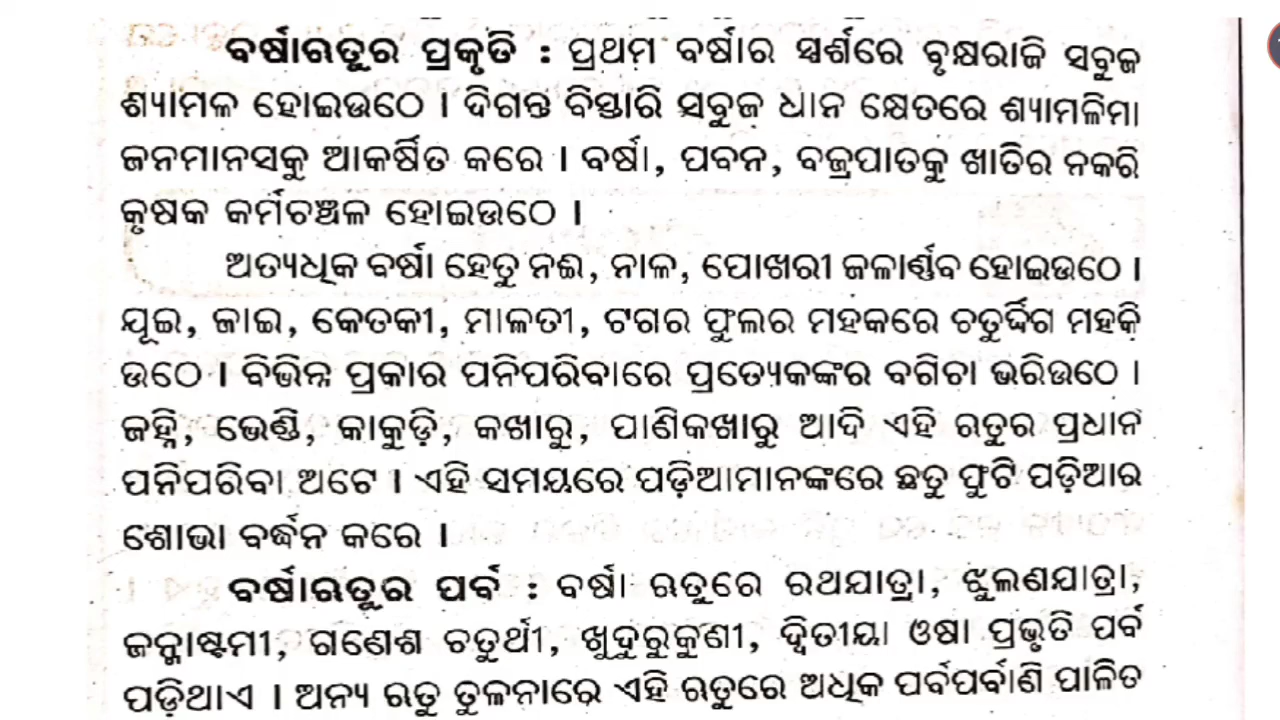 ବର୍ଷାଋତୁର ପ୍ରକୃତି : ପ୍ରଥମ ବର୍ଷାର ସ୍ପର୍ଶରେ ବୃକ୍ଷରାଜି ସବୁଜ
ଶ୍ୟାମଳ ହୋଇଉଠେ । ଦିଗନ୍ତ ବିସ୍ତାରି ସବୁଜ ଧାନ କ୍ଷେତରେ ଶ୍ୟାମଳିମା
ଜନମାନସକୁ ଆକର୍ଷିତ କରେ । ବର୍ଷା, ପବନ, ବଜ୍ରପାତକୁ ଖାତିର ନକରି
କୃଷକ କର୍ମଚଞ୍ଚଳ ହୋଇଉଠେ ।
ଅତ୍ୟଧିକ ବର୍ଷା ହେତୁ ନଈ, ନାଳ, ପୋଖରୀ ଜଳାର୍ଣ୍ଣବ ହୋଇଉଠେ ।
ଯୂଇ, ଜାଇ, କେତକୀ, ମାଳତୀ, ଟଗର ଫୁଲର ମହକରେ ଚତୁର୍ଦ୍ଦିଗ ମହକି
ଉଠେ । ବିଭିନ୍ନ ପ୍ରକାର ପନିପରିବାରେ ପ୍ରତ୍ୟେକଙ୍କର ବଗିଚା ଭରିଉଠେ ।
ଜହ୍ନି, ଭେଣ୍ଡି, କାକୁଡ଼ି, କଖାରୁ, ପାଣିକଖାରୁ ଆଦି ଏହି ଋତୁର ପ୍ରଧାନ
ପନିପରିବା ଅଟେ । ଏହି ସମୟରେ ପଡ଼ିଆମାନଙ୍କରେ ଛତୁ ଫୁଟି ପଡ଼ିଆର
ଶୋଭା ବର୍ଦ୍ଧନ କରେ ।
ବର୍ଷାଋତୁର ପର୍ବ : ବର୍ଷା ଋତୁରେ ରଥଯାତ୍ରା, ଝୁଲଣଯାତ୍ରା,
ଜନ୍ମାଷ୍ଟମୀ, ଗଣେଶ ଚତୁର୍ଥୀ, ଖୁଦୁରୁକୁଣୀ, ଦ୍ଵିତୀୟା ଓଷା ପ୍ରଭୃତି ପର୍ବ
ପଡ଼ିଥାଏ । ଅନ୍ୟ ଋତୁ ତୁଳନାରେ ଏହି ଋତୁରେ ଅଧିକ ପର୍ବପର୍ବାଣି ପାଳିତ